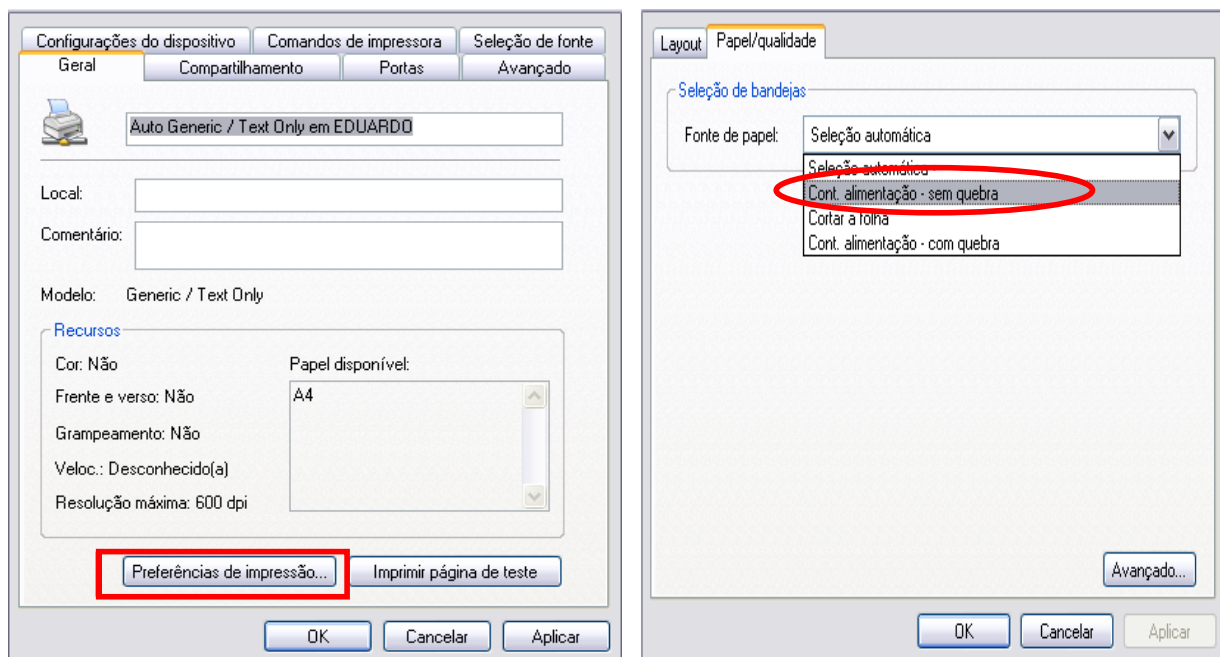 Configurações do dispositivo Comandos de impressora Seleção de fonte
Geral Compartilhamento Portas Avançado
Auto Generic / Text Only em EDUARDO
Local:
Comentário:
Modelo: Generic / Text Only
Recursos
Cor: Não Papel disponível:
Frente e verso: Não A4
Grampeamento: Não
Veloc.: Desconhecido(a)
Resolução máxima: 600 dpi
Preferências de impressão... Imprimir página de teste
OK Cancelar Aplicar
Layout Papel/qualidade
Seleção de bandejas
Fonte de papel: Seleção automática
Seleção automática
Cont. alimentação - sem quebra
Cortar a folha
Cont. alimentação - com quebra
Avançado...
OK Cancelar Aplicar